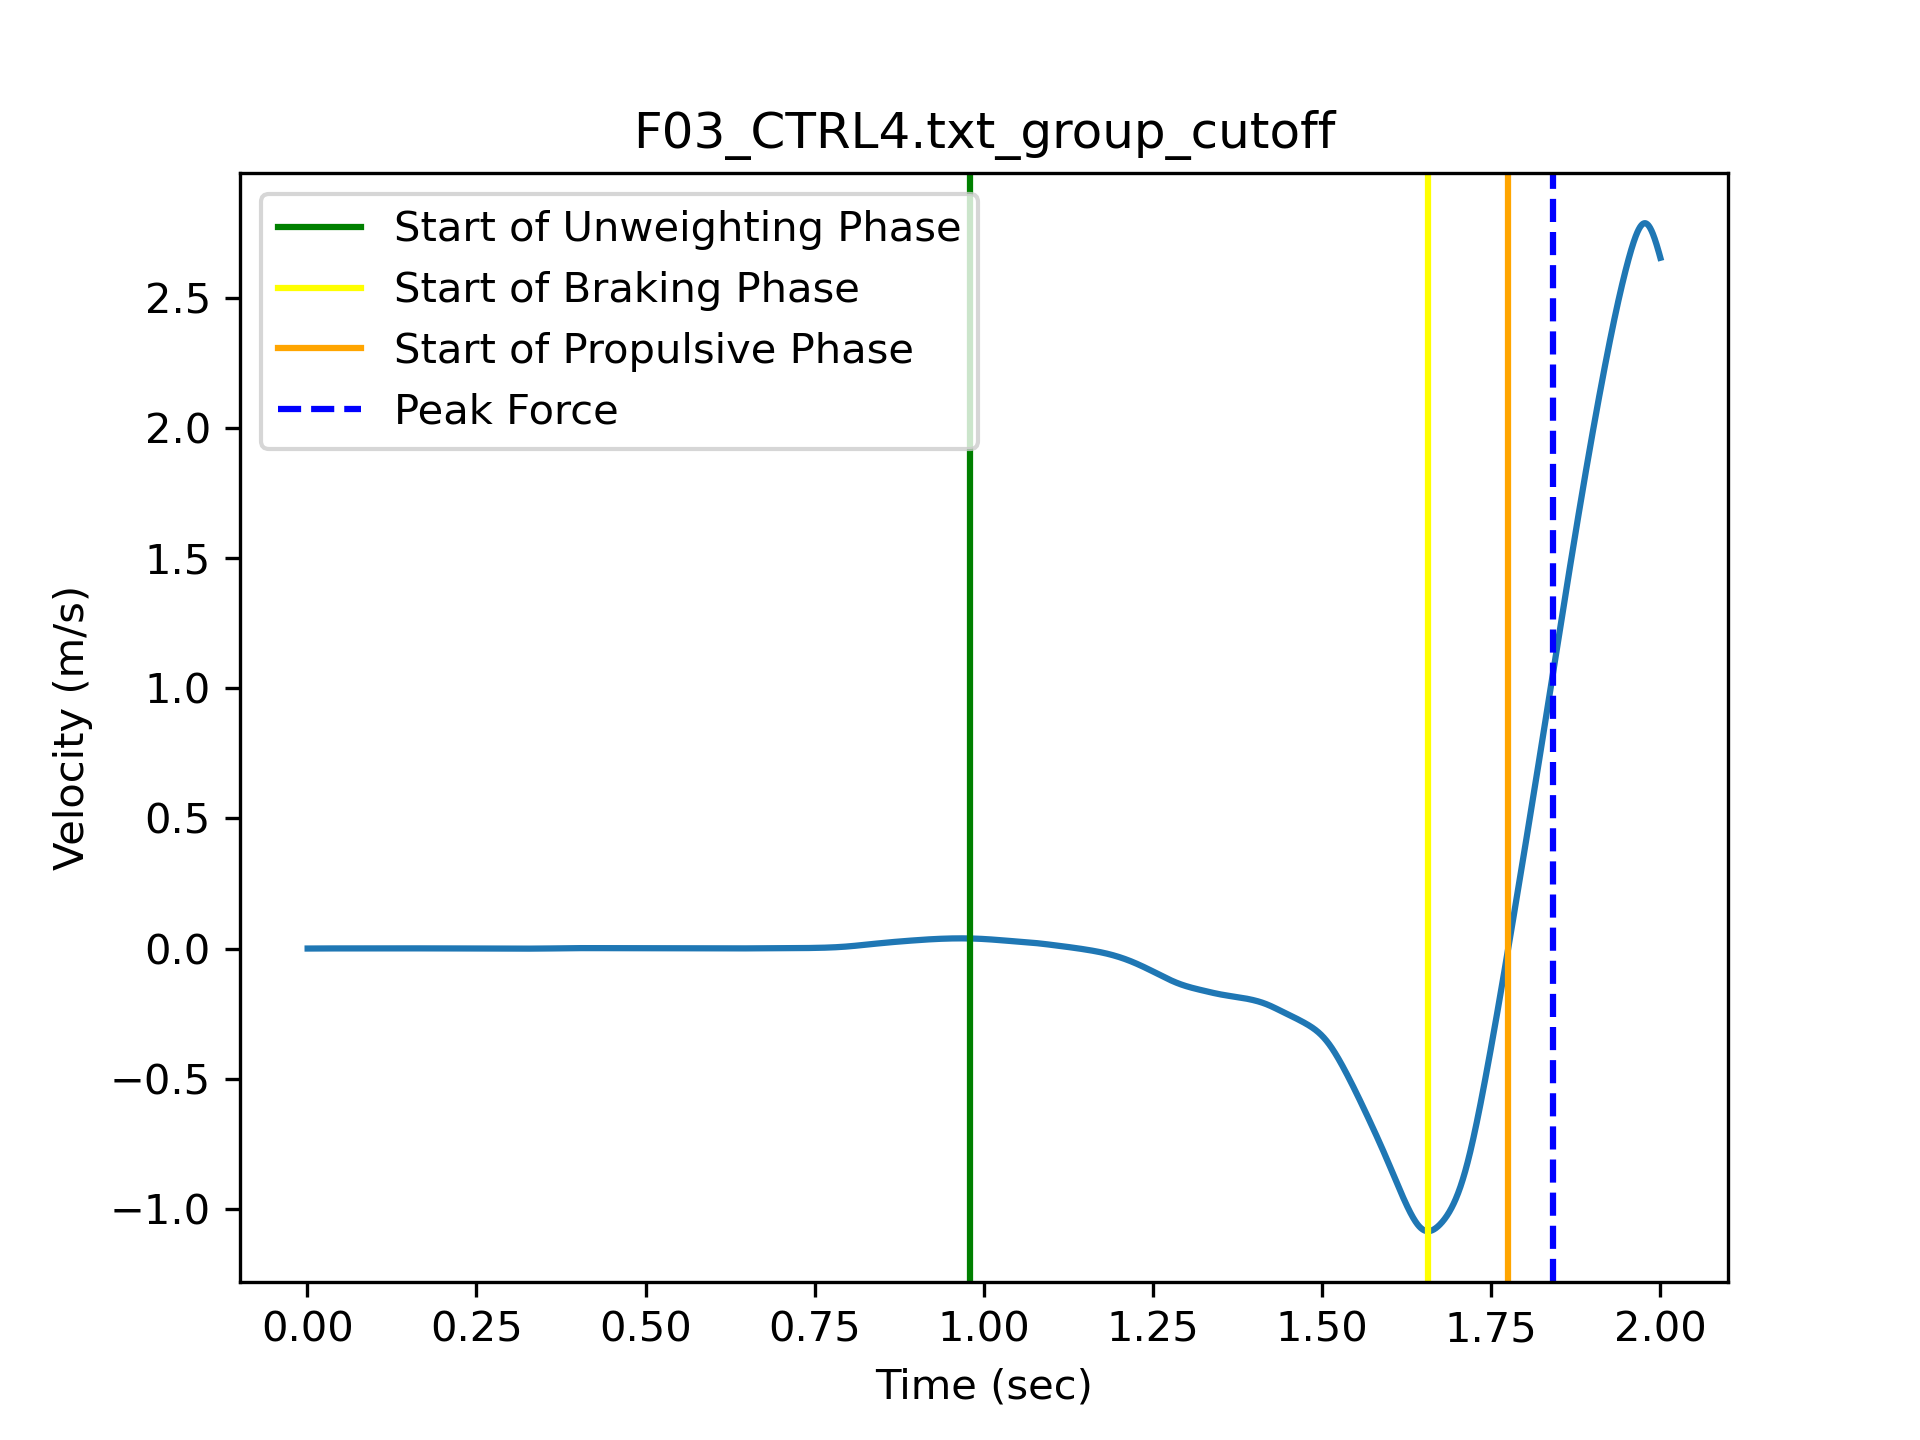 F03_CTRL4.txt_group_cutoff
Start of Unweighting Phase
Start of Braking Phase
Start of Propulsive Phase
Peak Force
2.5
2.0
1.5
1.0
0.5
0.0
−0.5
−1.0
Velocity (m/s)
0.00 0.25 0.50 0.75 1.00 1.25 1.50 1.75 2.00
Time (sec)